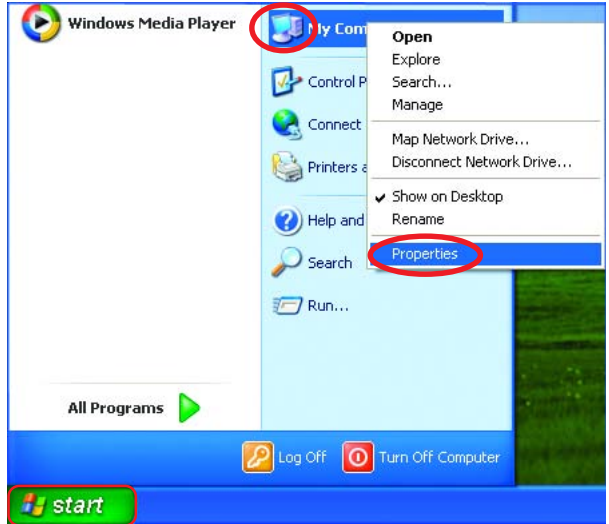 Windows Media Player
My Com
Control P
Connect
Printers a
Help and
Search
Run...
Open
Explore
Search...
Manage
Map Network Drive...
Disconnect Network Drive...
Show on Desktop
Rename
Properties
All Programs
Log Off
Turn Off Computer
start